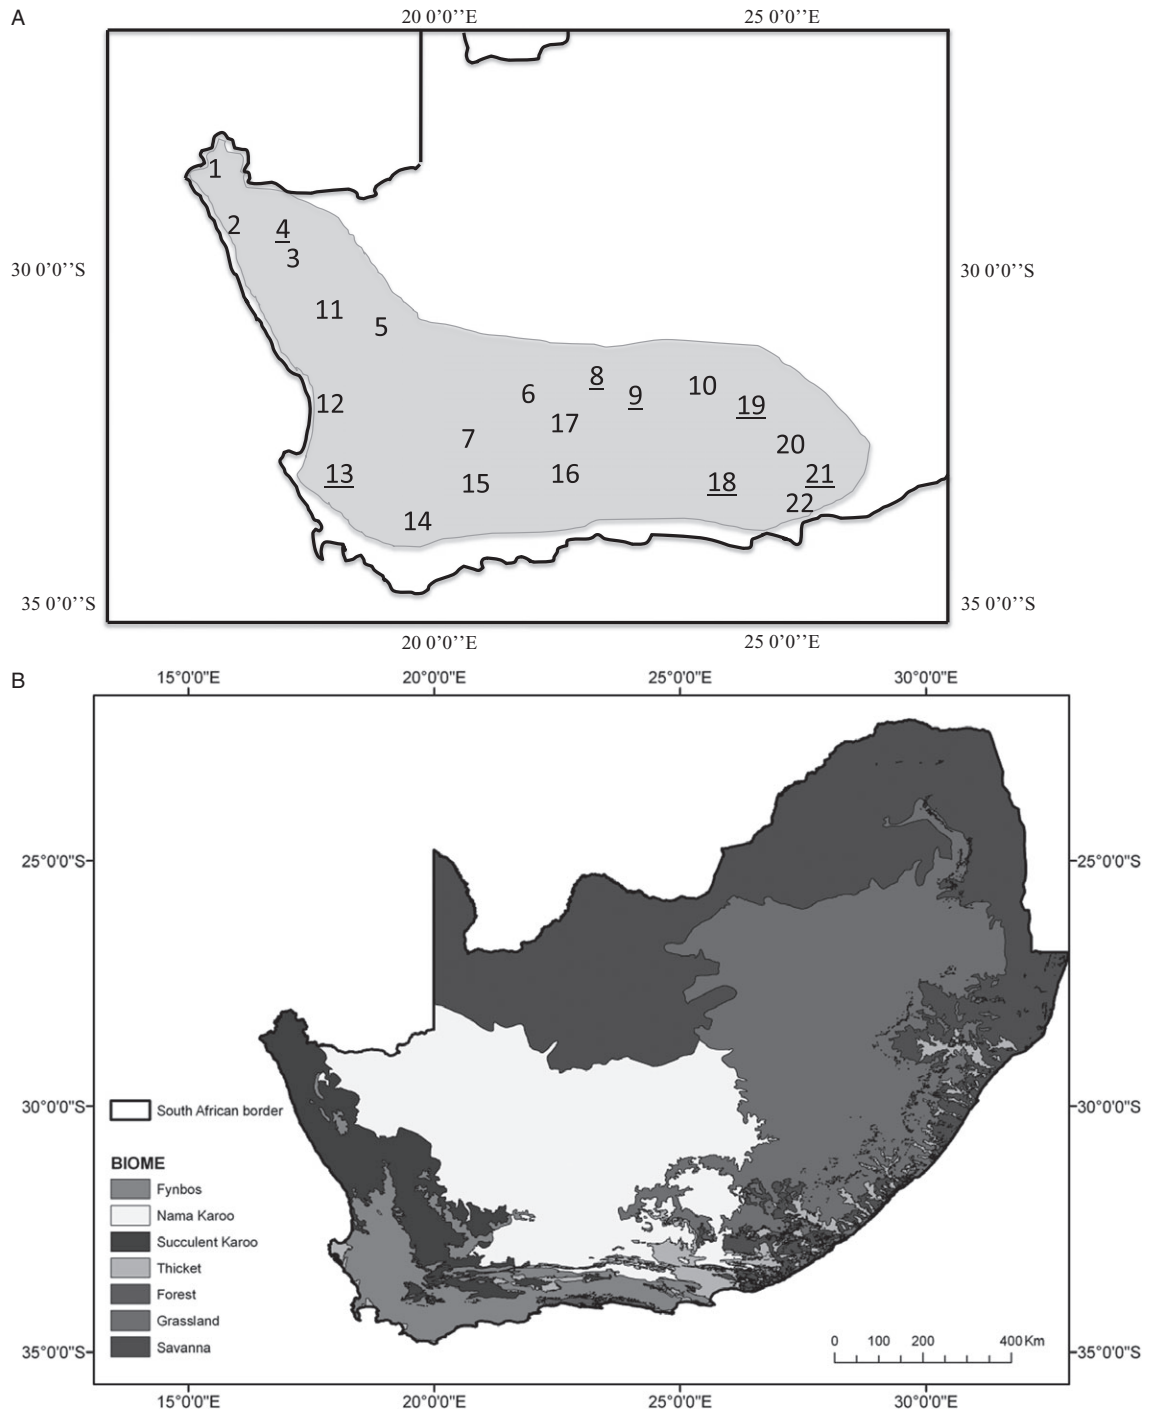 A
20 0’0’’E 25 0’0’’E
1
2
4
3
30 0’0’’S 30 0’0’’S
11
5
8
6 9 10
12 19
17
7 20
13 15 16 18 21
22
14
35 0’0’’S 35 0’0’’S
20 0’0’’E 25 0’0’’E
B
15°0'0"E 20°0'0"E 25°0'0"E 30°0'0"E
25°0'0"S 25°0'0"S
30°0'0"S 30°0'0"S
South African border
BIOME
Fynbos
Nama Karoo
Succulent Karoo
Thicket
Forest
Grassland
Savanna
0 100 200 400 Km
35°0'0"S 35°0'0"S
15°0'0"E 20°0'0"E 25°0'0"E 30°0'0"E